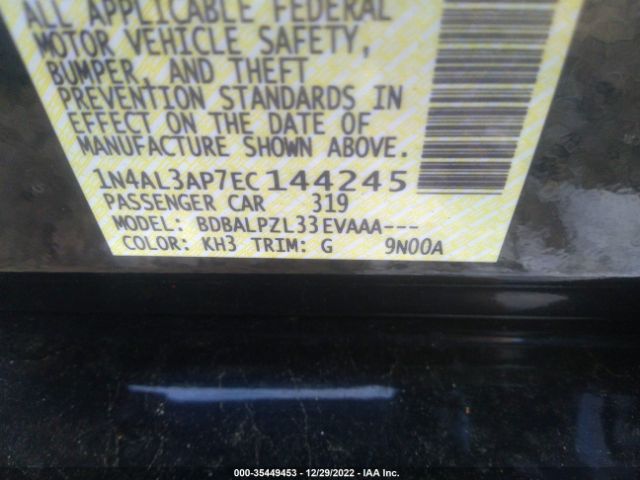 ALL APPLICABLE FEDERAL
MOTOR VEHICLE SAFETY,
BUMPER, AND THEFT
PREVENTION STANDARDS IN
EFFECT ON THE DATE OF
MANUFACTURE SHOWN ABOVE.
1N4AL3AP7EC144245
PASSENGER CAR 319
MODEL: BDBALPZL33EVAAA---
COLOR: KH3 TRIM: G 9N00A
000-35449453 - 12/29/2022 - IAA Inc.